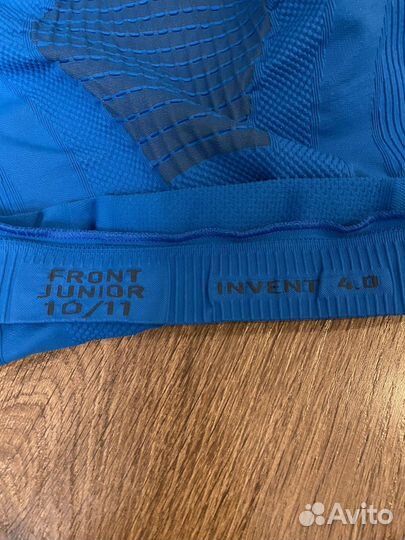 FRONT
JUNIOR
10/11
INVENT 4.0
Avito